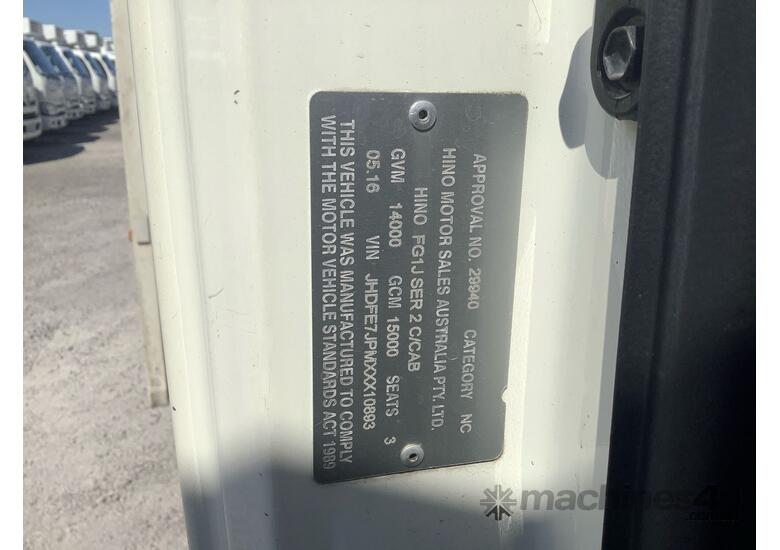 APPROVAL NO. 29940 CATEGORY NC
HINO MOTOR SALES AUSTRALIA PTY. LTD.
HINO FG1J SER 2 C/CAB
GVM 14000 GCM 15000 SEATS 3
05.16 VIN JHDFE7JPMXXX10893
THIS VEHICLE WAS MANUFACTURED TO COMPLY
WITH THE MOTOR VEHICLE STANDARDS ACT 1989
machines4u